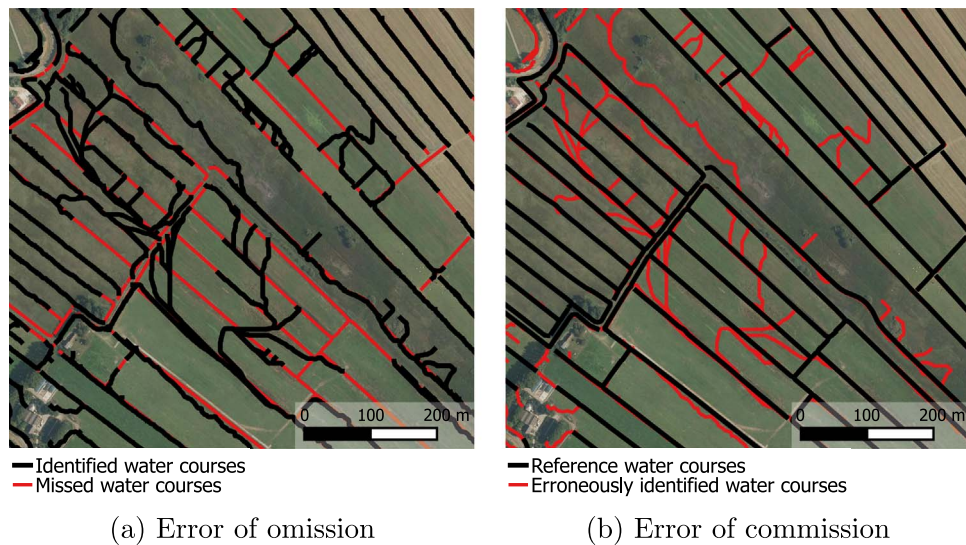 0 100 200 m
0 100 200 m
Identified water courses
Missed water courses
Reference water courses
Erroneously identified water courses
(a) Error of omission
(b) Error of commission